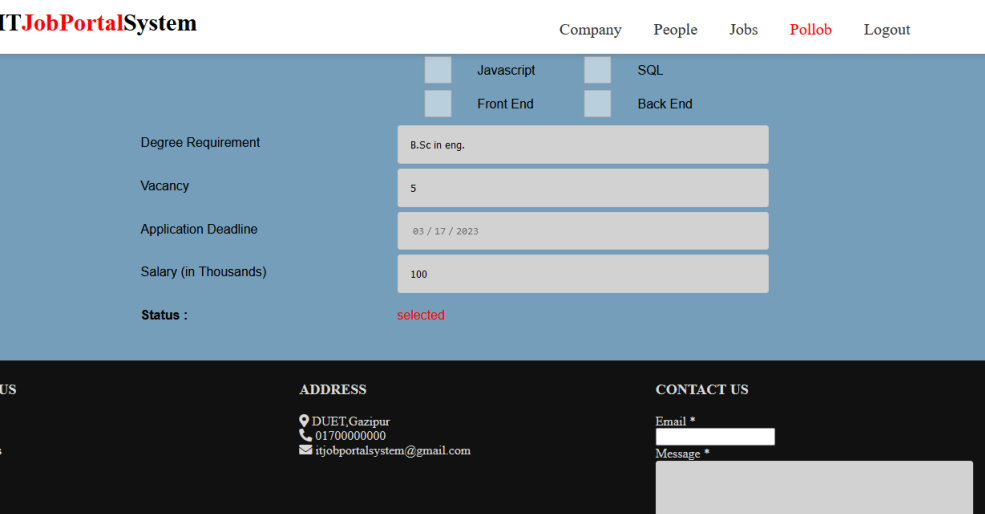 ITJobPortalSystem
Company People Jobs Pollob Logout
Javascript SQL
Front End Back End
Degree Requirement B.Sc in eng.
Vacancy 5
Application Deadline 03 / 17 / 2023
Salary (in Thousands) 100
Status : selected
US ADDRESS CONTACT US
DUET,Gazipur Email *
01700000000
itjobportalsystem@gmail.com
Message *